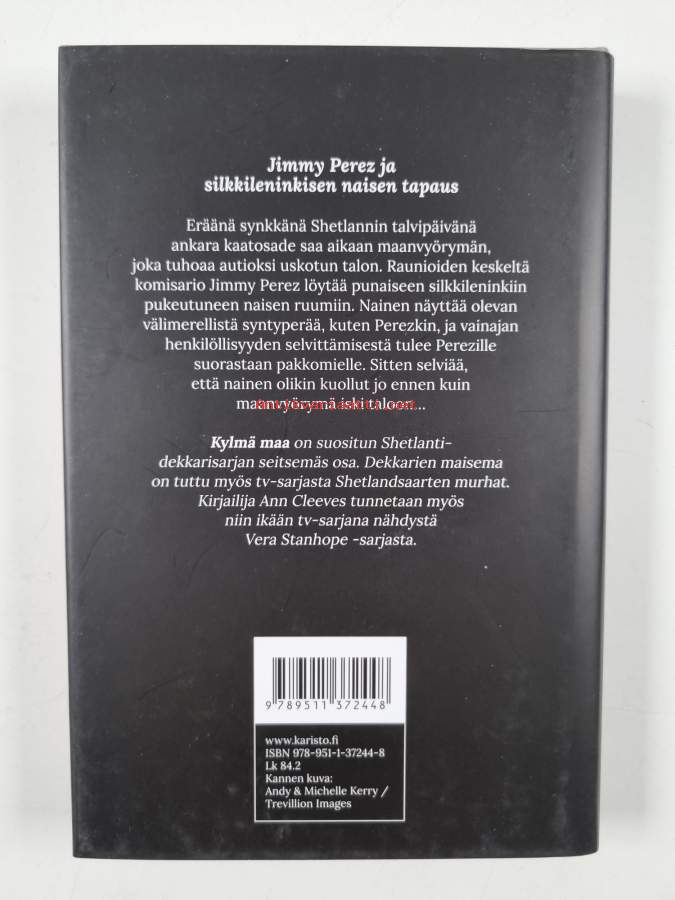 Jimmy Perez ja
silkkileninkisen naisen tapaus
Eräänä synkkänä Shetlannin talvipäivänä
ankara kaatosade saa aikaan maanvyörymän,
joka tuhoaa autioksi uskotun talon. Raunioiden keskeltä
komisario Jimmy Perez löytää punaiseen silkkileninkiin
pukeutuneen naisen ruumiin. Nainen näyttää olevan
välimerellistä syntyperää, kuten Perezkin, ja vainajan
henkilöllisyyden selvittämisestä tulee Perezille
suorastaan pakkomielle. Sitten selviää,
että nainen olikin kuollut jo ennen kuin
maanvyörymä iski taloon...
Kylmä maa on suositun Shetlanti-
dekkarisarjan seitsemäs osa. Dekkarien maisema
on tuttu myös tv-sarjasta Shetlandsaarten murhat.
Kirjailija Ann Cleeves tunnetaan myös
niin ikään tv-sarjana nähdystä
Vera Stanhope -sarjasta.
9 789511 372448
www.karisto.fi
ISBN 978-951-1-37244-8
Lk 84.2
Kannen kuva:
Andy & Michelle Kerry /
Trevillion Images